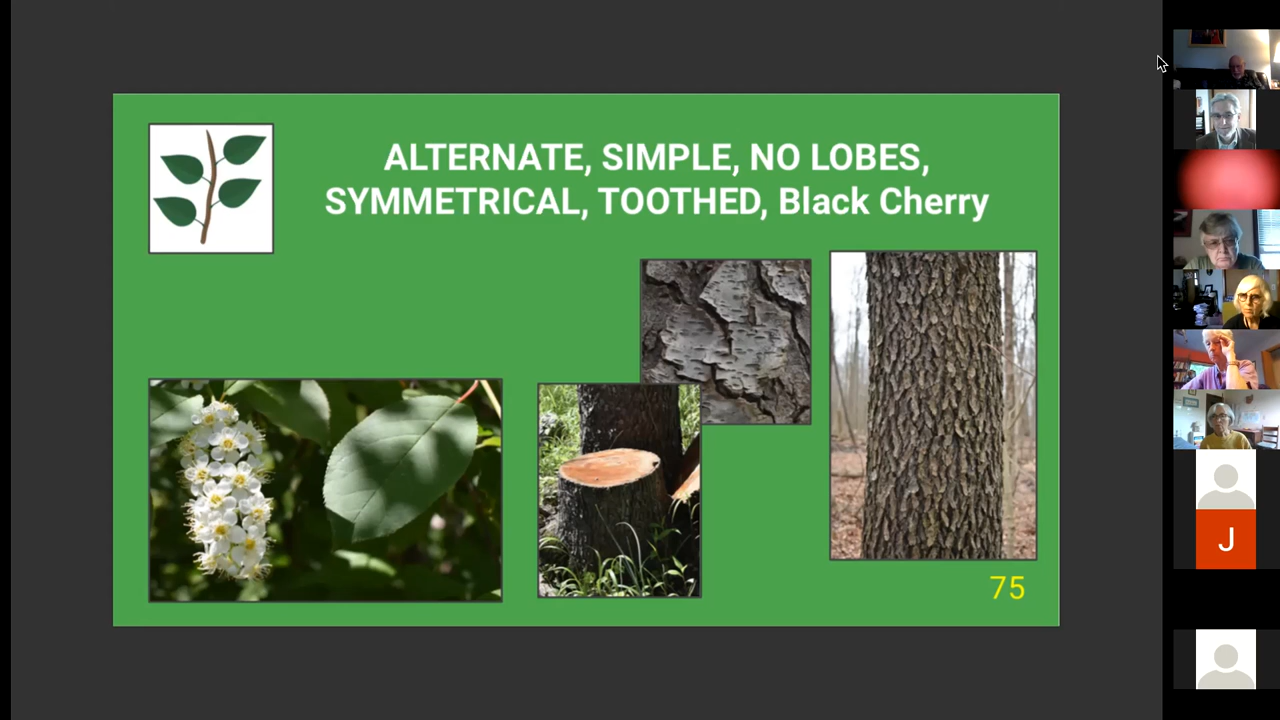 ALTERNATE, SIMPLE, NO LOBES,
SYMMETRICAL, TOOTHED, Black Cherry
75
J